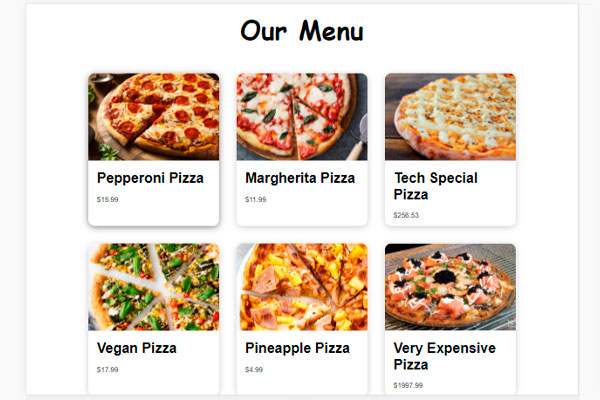 Our Menu
Pepperoni Pizza
$15.99
Margherita Pizza
$11.99
Tech Special
Pizza
$256.53
Vegan Pizza
$17.99
Pineapple Pizza
$4.99
Very Expensive
Pizza
$1997.99